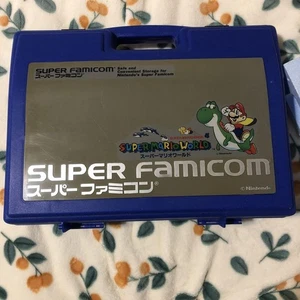 SUPER FAMICOM
スーパーファミコン
Safe and
Convenient Storage for
Nintendo's Super Famicom
SUPER MARIO WORLD
スーパーマリオワールド
SUPER FAMICOM
スーパーファミコン®
©Nintendo